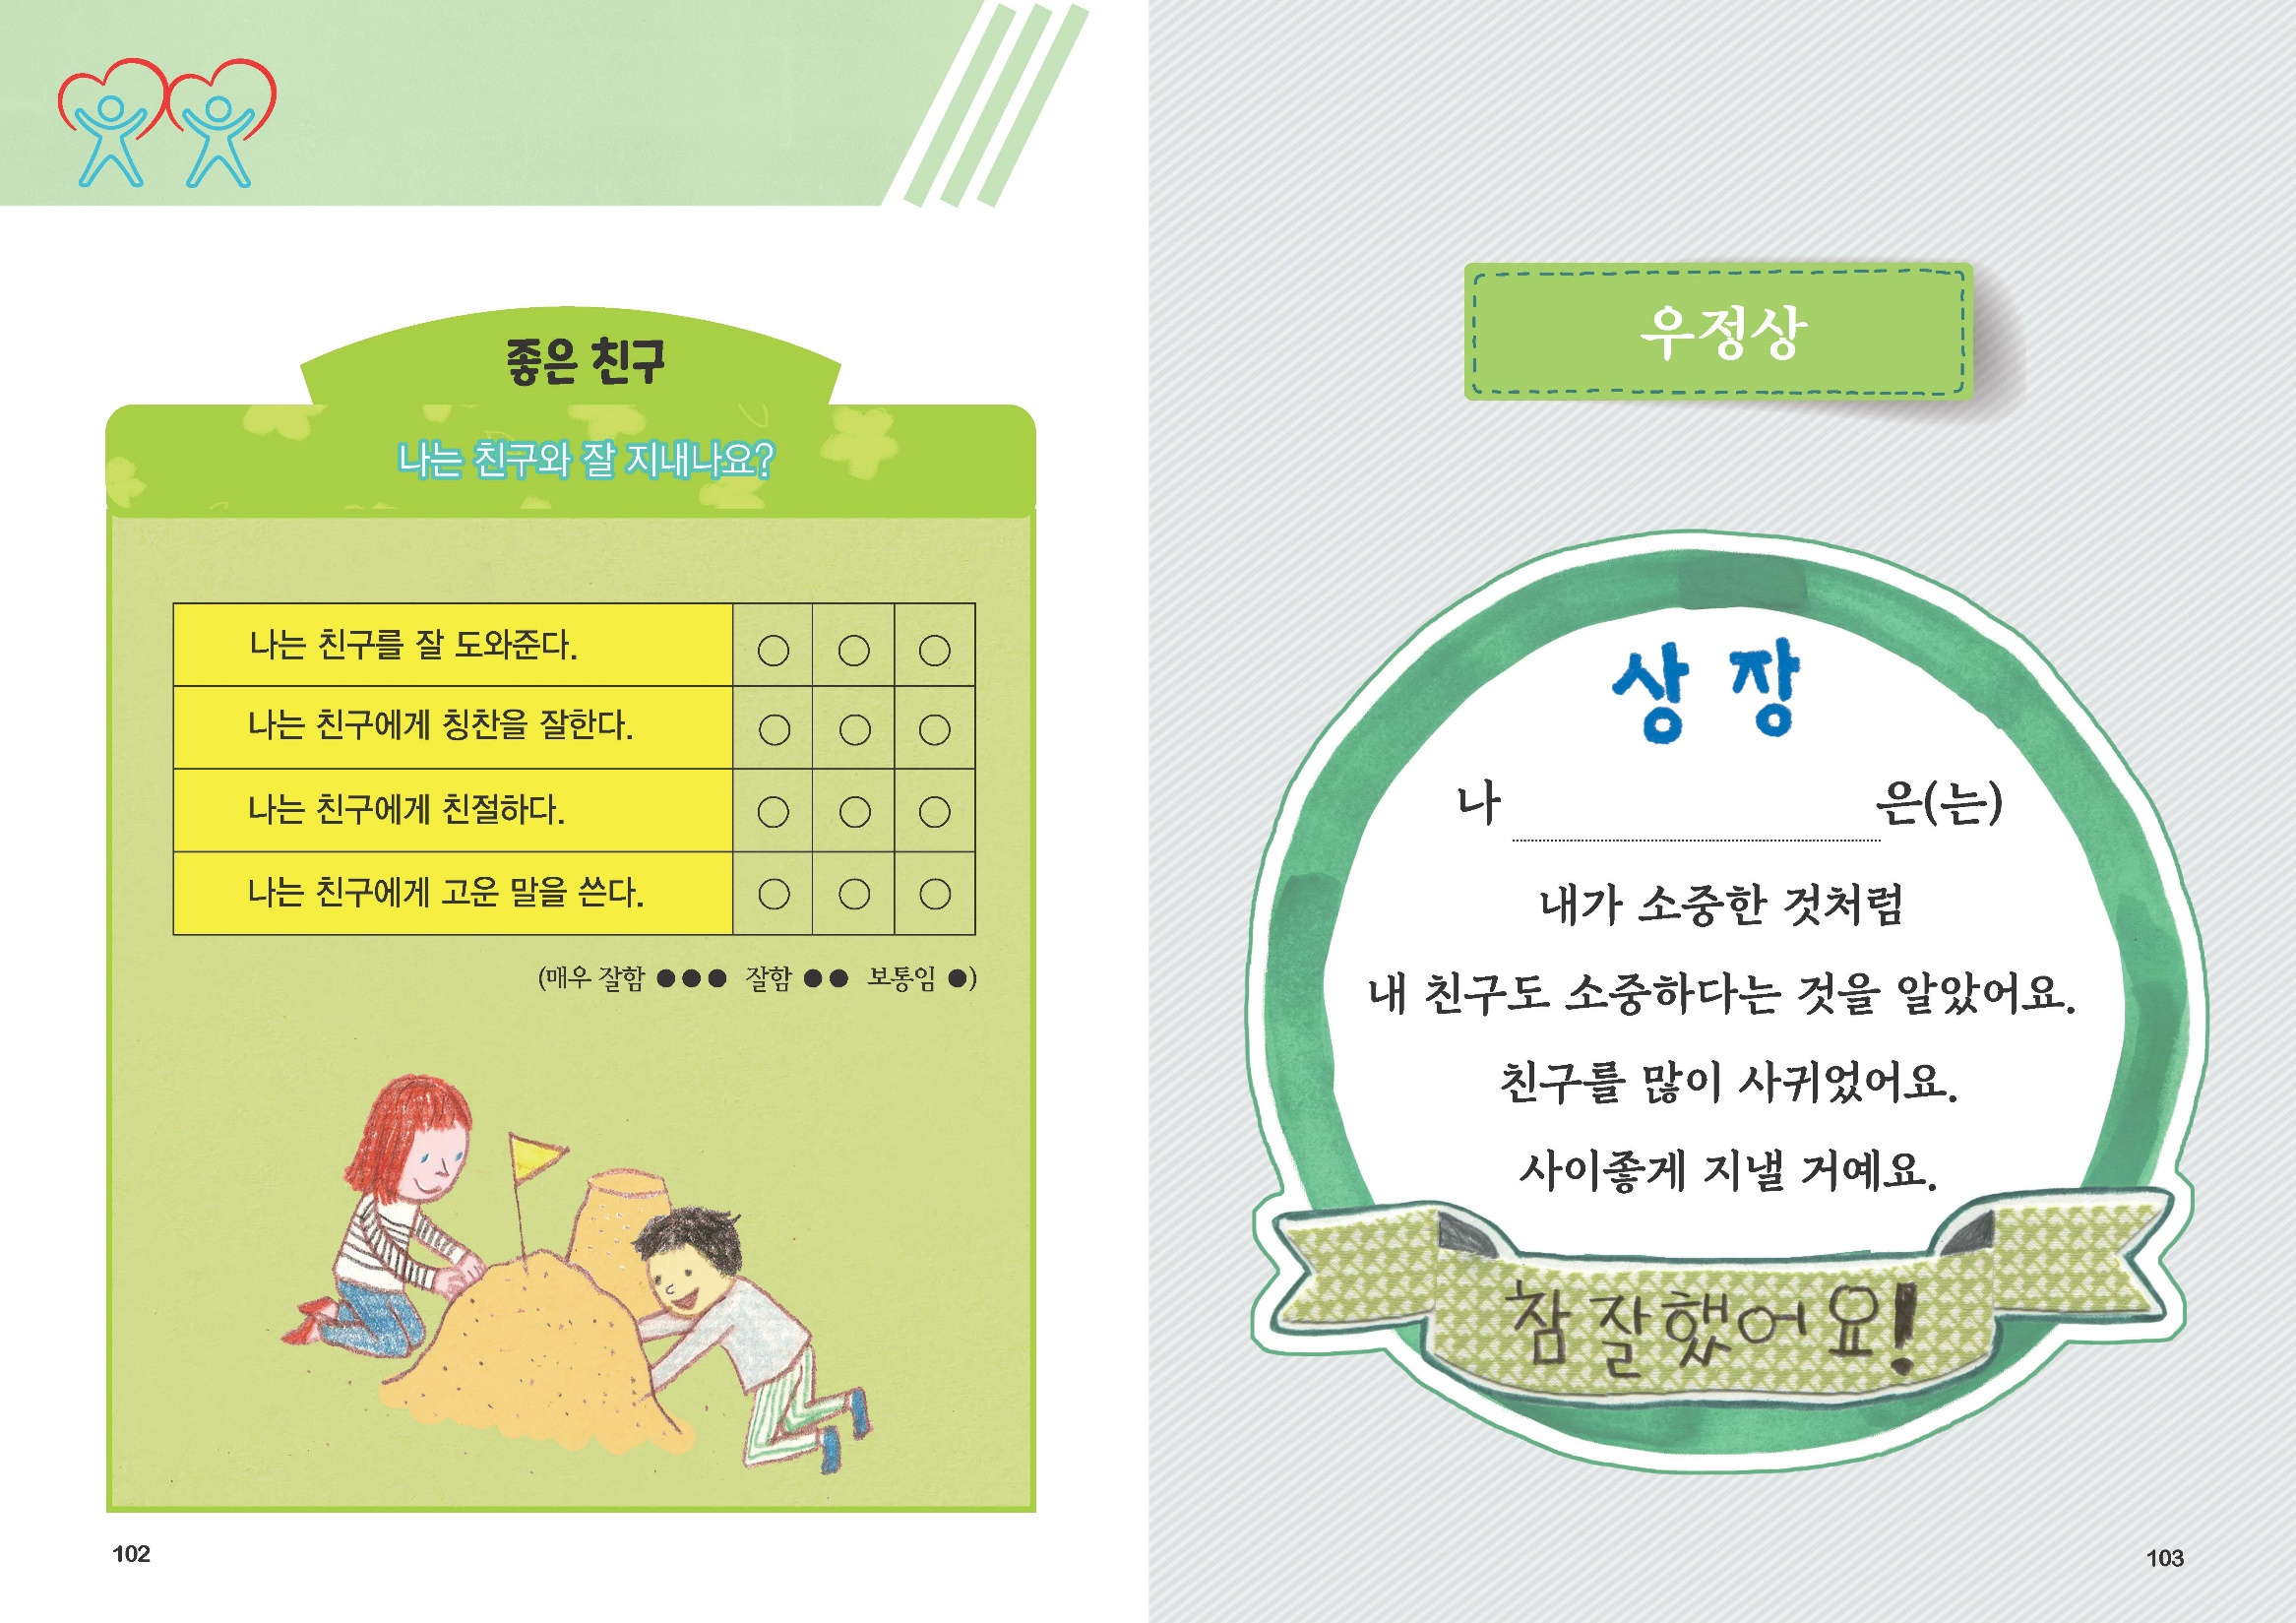 좋은 친구
나는 친구와 잘 지내나요?
나는 친구를 잘 도와준다. ○ ○ ○
나는 친구에게 칭찬을 잘한다. ○ ○ ○
나는 친구에게 친절하다. ○ ○ ○
나는 친구에게 고운 말을 쓴다. ○ ○ ○
(매우 잘함 ●●● 잘함 ●● 보통임 ●)
102
우정상
상 장
나 은(는)
내가 소중한 것처럼
내 친구도 소중하다는 것을 알았어요.
친구를 많이 사귀었어요.
사이좋게 지낼 거예요.
참 잘했어요!
103